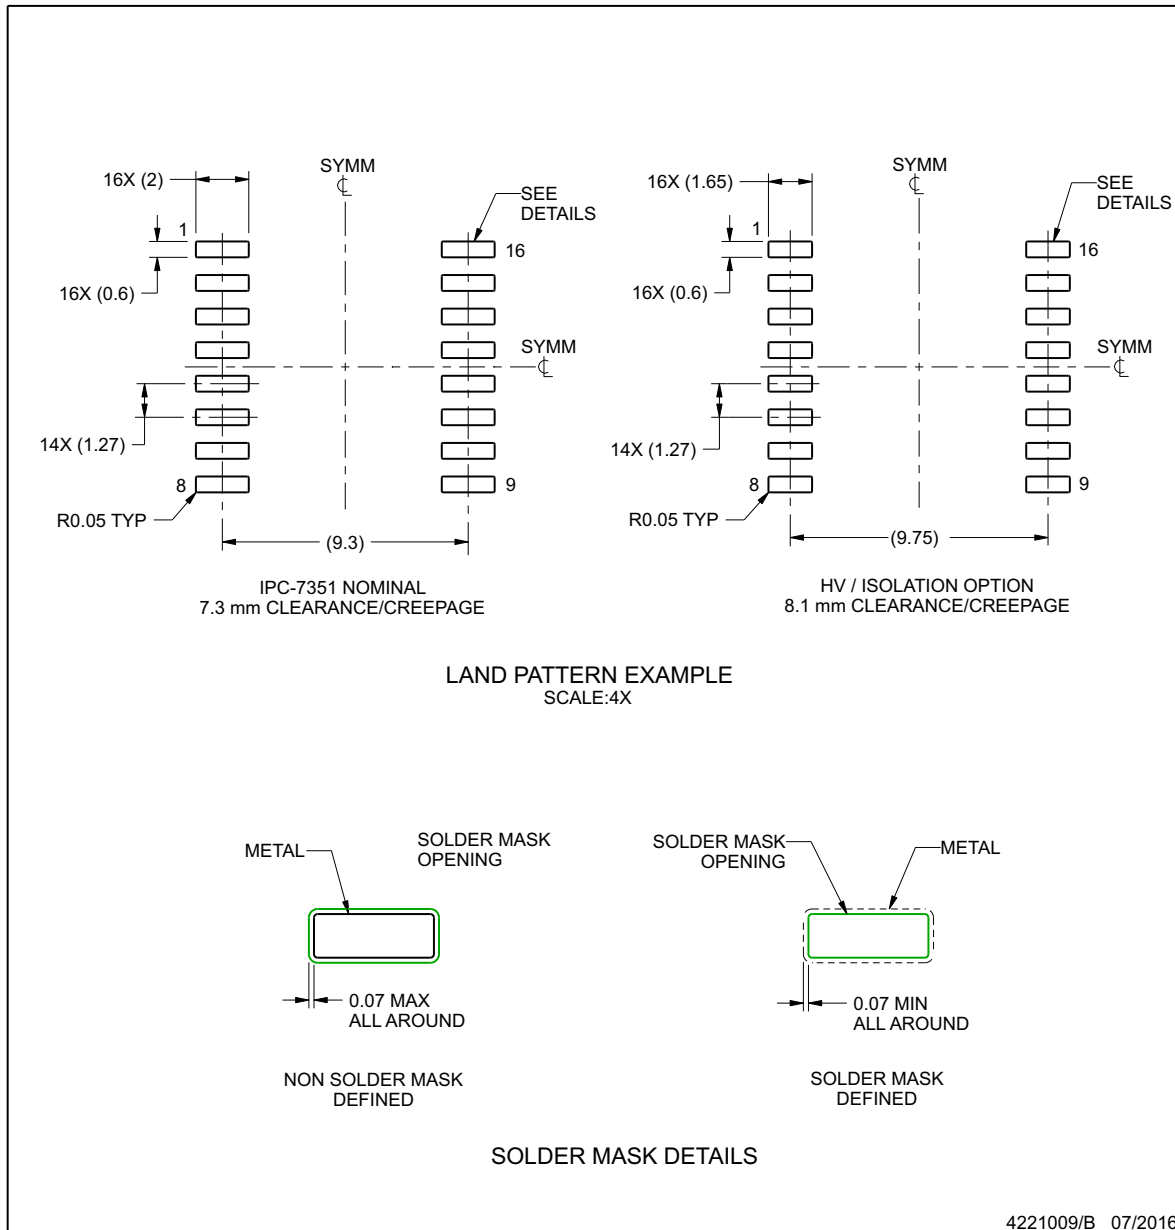 SYMM
℄
16X (2)
SEE
DETAILS
1
16
16X (0.6)
SYMM
℄
14X (1.27)
8
9
R0.05 TYP
(9.3)
IPC-7351 NOMINAL
7.3 mm CLEARANCE/CREEPAGE
SYMM
℄
16X (1.65)
SEE
DETAILS
1
16
16X (0.6)
SYMM
℄
14X (1.27)
8
9
R0.05 TYP
(9.75)
HV / ISOLATION OPTION
8.1 mm CLEARANCE/CREEPAGE
LAND PATTERN EXAMPLE
SCALE:4X
METAL
SOLDER MASK
OPENING
0.07 MAX
ALL AROUND
NON SOLDER MASK
DEFINED
SOLDER MASK
OPENING
METAL
0.07 MIN
ALL AROUND
SOLDER MASK
DEFINED
SOLDER MASK DETAILS
4221009/B 07/2016